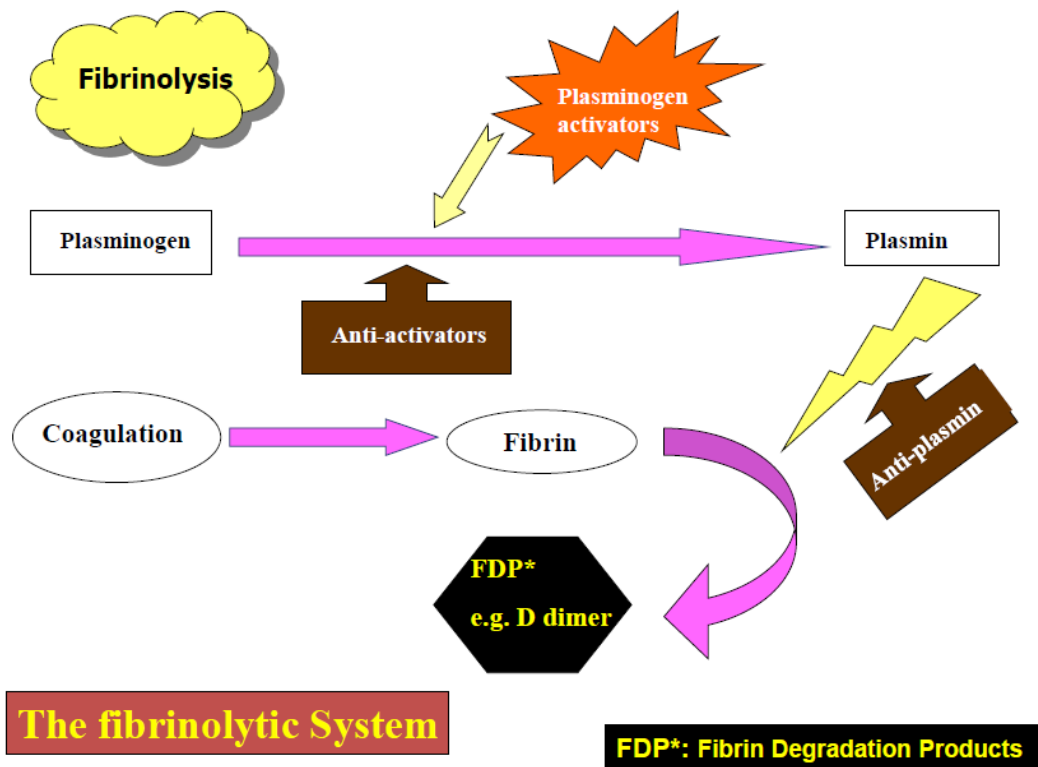 Fibrinolysis
Plasminogen
activators
Plasminogen
Plasmin
Anti-activators
Coagulation
Fibrin
Anti-plasmin
FDP*
e.g. D dimer
The fibrinolytic System
FDP*: Fibrin Degradation Products